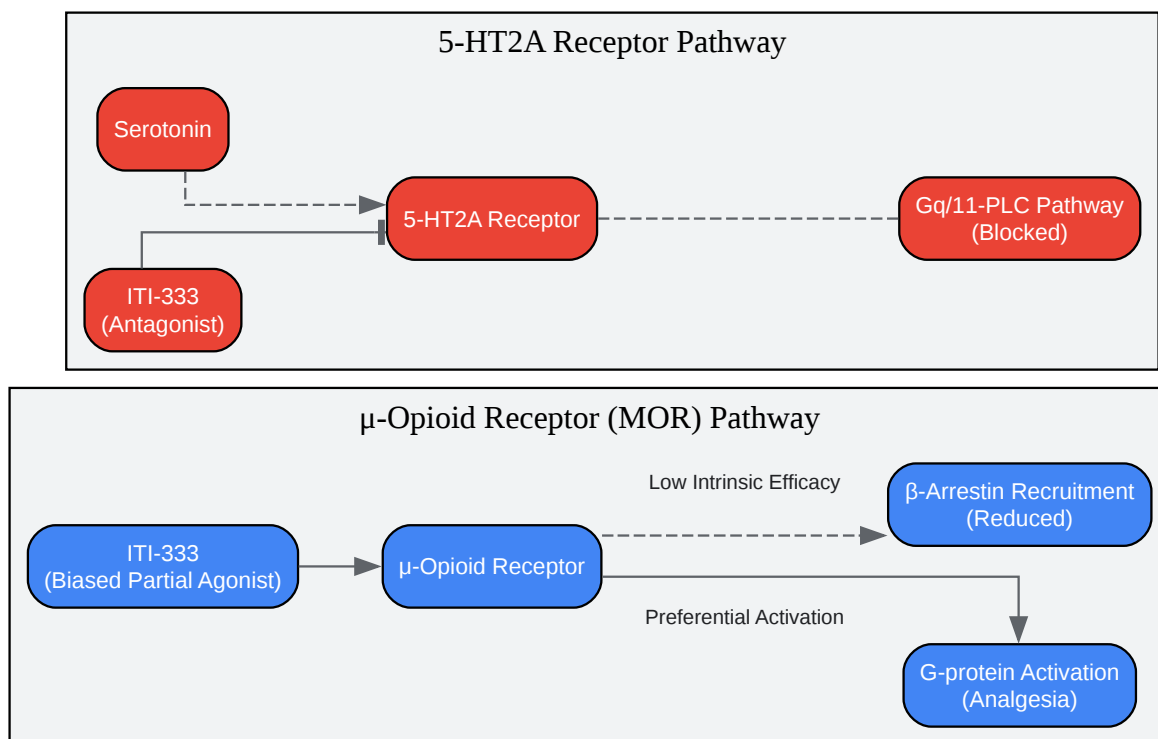 5-HT2A Receptor Pathway
Serotonin
5-HT2A Receptor
Gq/11-PLC Pathway
(Blocked)
ITI-333
(Antagonist)
μ-Opioid Receptor (MOR) Pathway
Low Intrinsic Efficacy
β-Arrestin Recruitment
(Reduced)
ITI-333
(Biased Partial Agonist)
μ-Opioid Receptor
Preferential Activation
G-protein Activation
(Analgesia)